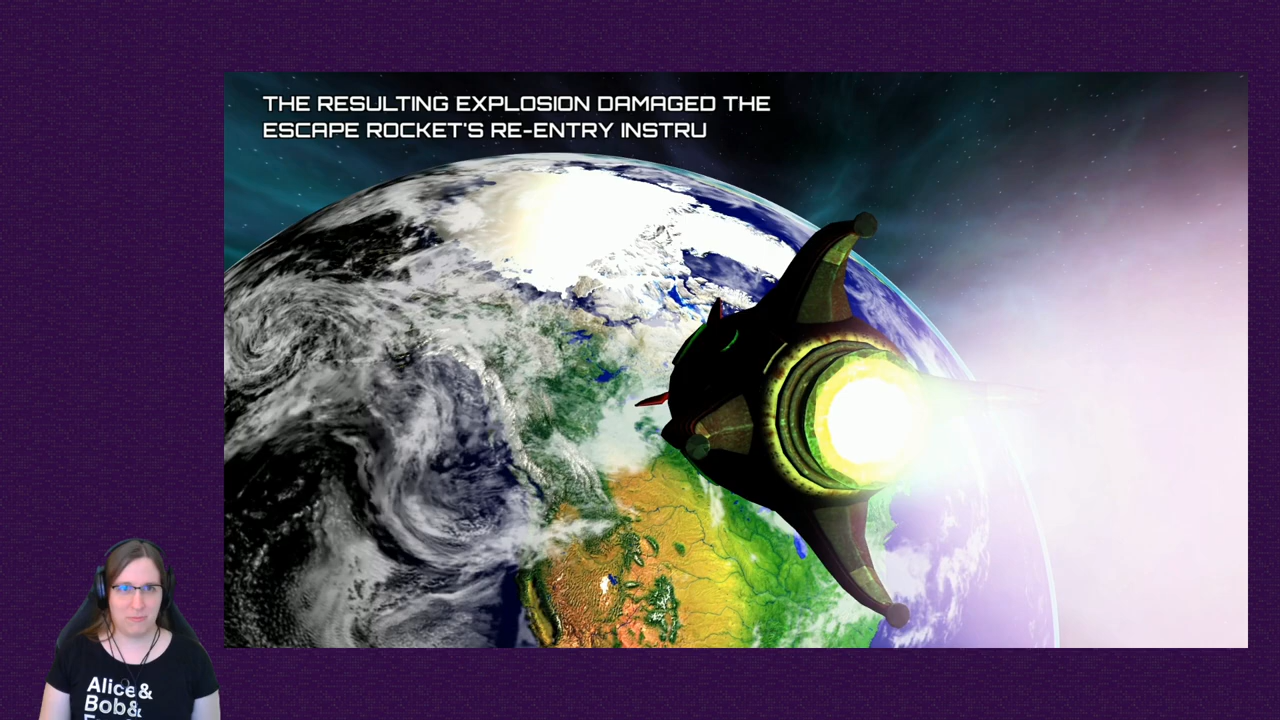 THE RESULTING EXPLOSION DAMAGED THE
ESCAPE ROCKET'S RE-ENTRY INSTRU
Alice&
Bob&